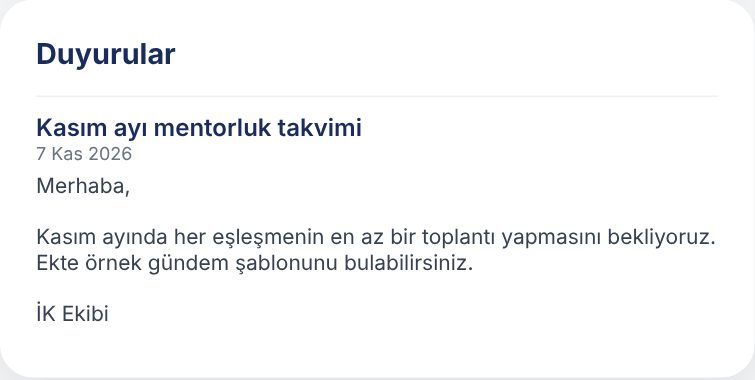 Duyurular
Kasım ayı mentorluk takvimi
7 Kas 2026
Merhaba,
Kasım ayında her eşleşmenin en az bir toplantı yapmasını bekliyoruz.
Ekte örnek gündem şablonunu bulabilirsiniz.
İK Ekibi